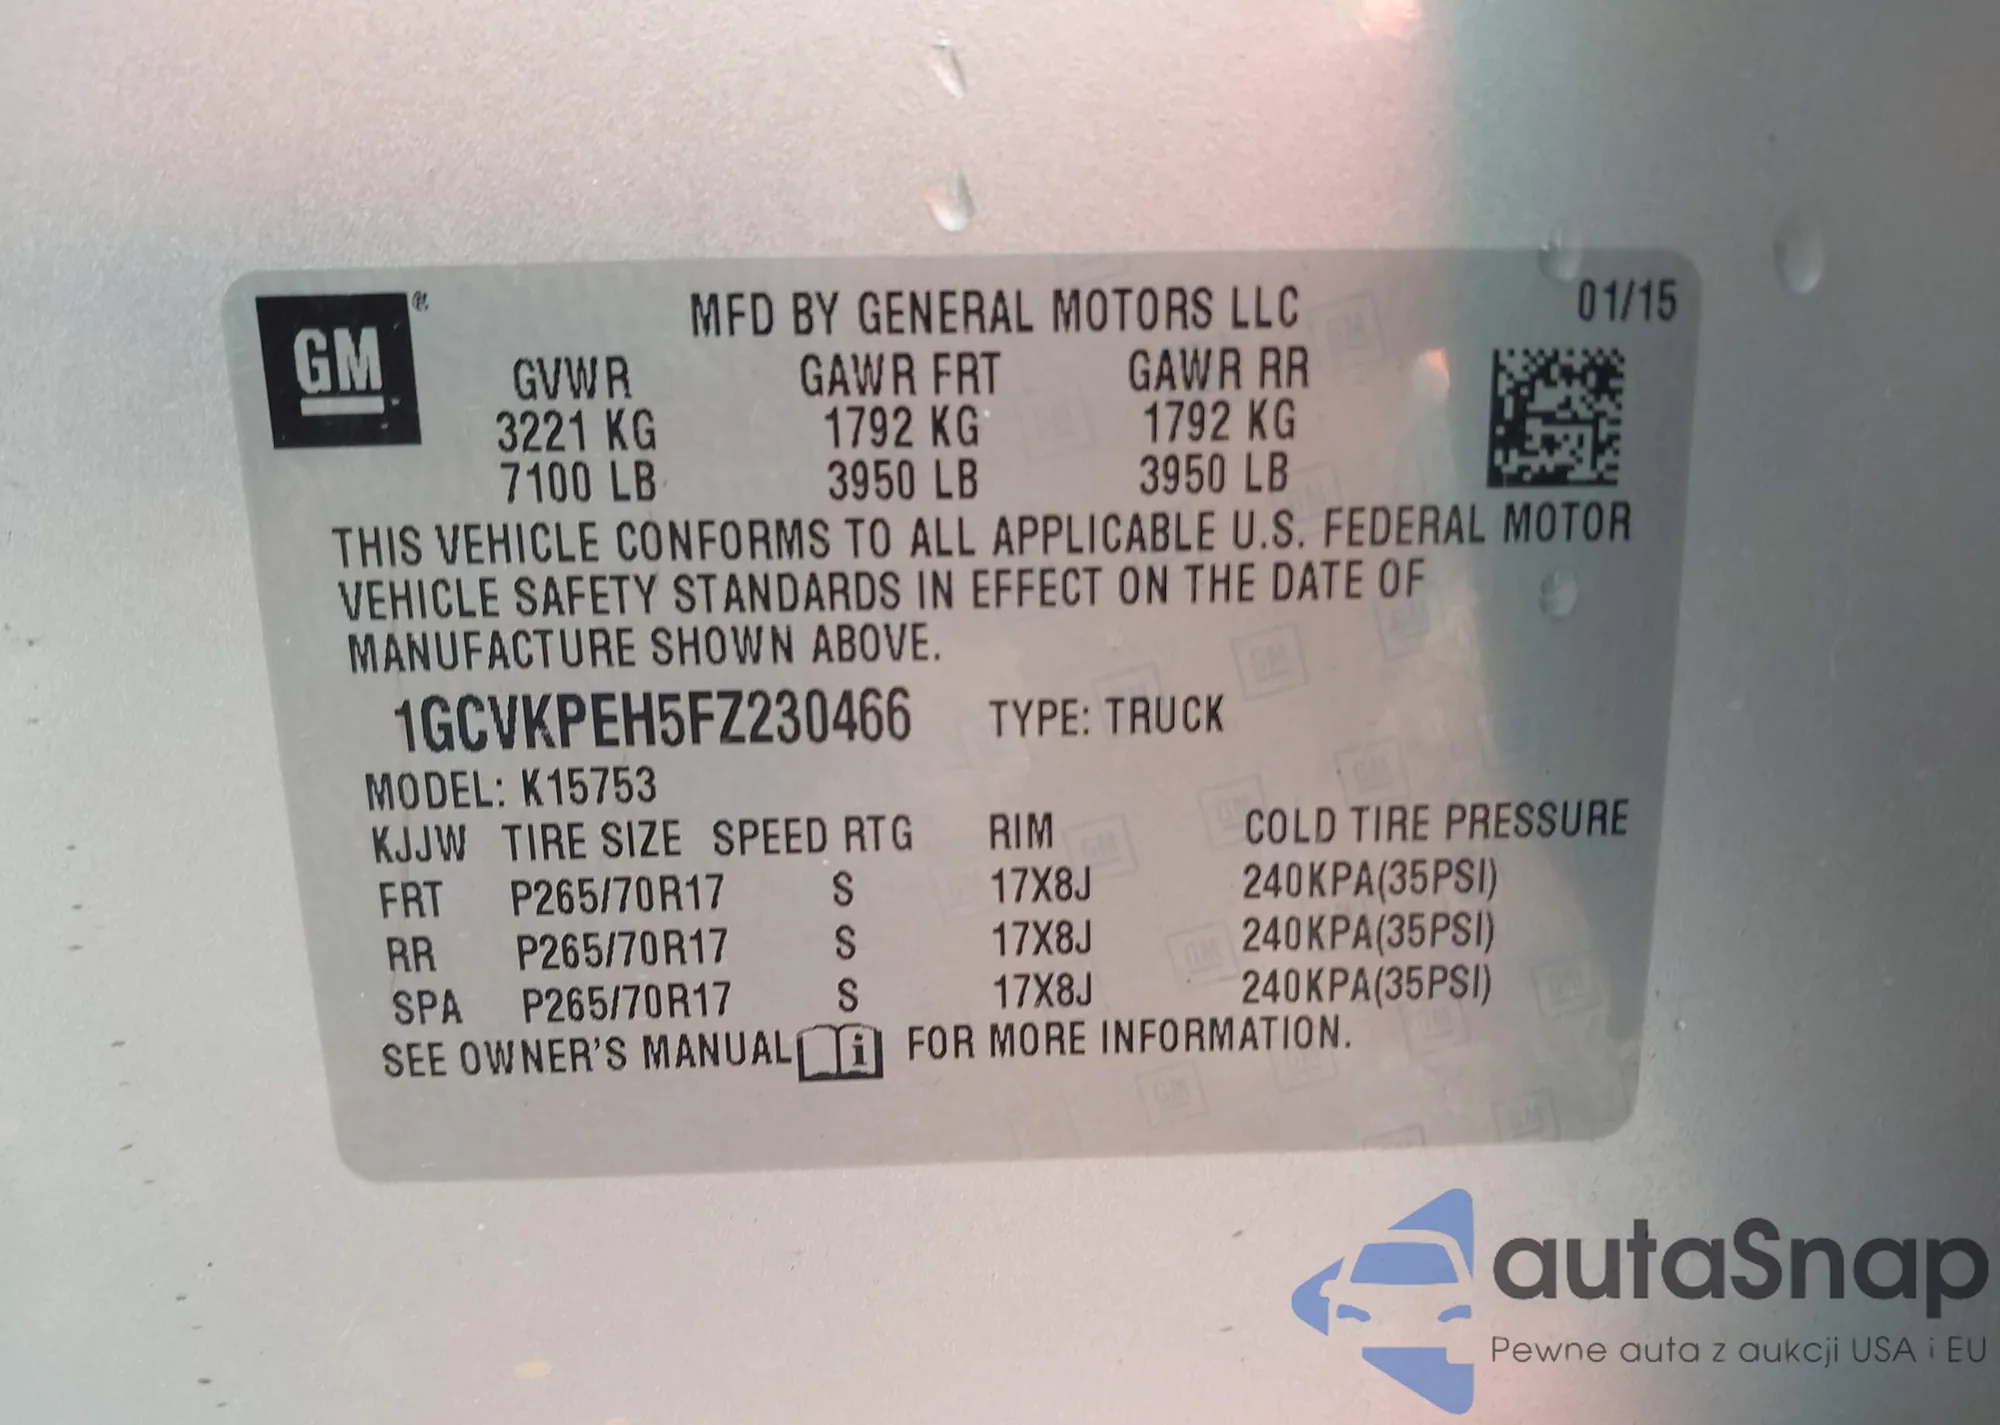 GM®
MFD BY GENERAL MOTORS LLC 01/15
GVWR GAWR FRT GAWR RR
3221 KG 1792 KG 1792 KG
7100 LB 3950 LB 3950 LB
THIS VEHICLE CONFORMS TO ALL APPLICABLE U.S. FEDERAL MOTOR
VEHICLE SAFETY STANDARDS IN EFFECT ON THE DATE OF
MANUFACTURE SHOWN ABOVE.
1GCVKPEH5FZ230466 TYPE: TRUCK
MODEL: K15753
KJJW TIRE SIZE SPEED RTG RIM COLD TIRE PRESSURE
FRT P265/70R17 S 17X8J 240KPA(35PSI)
RR P265/70R17 S 17X8J 240KPA(35PSI)
SPA P265/70R17 S 17X8J 240KPA(35PSI)
SEE OWNER'S MANUAL i FOR MORE INFORMATION.
autaSnap
Pewne auta z aukcji USA i EU